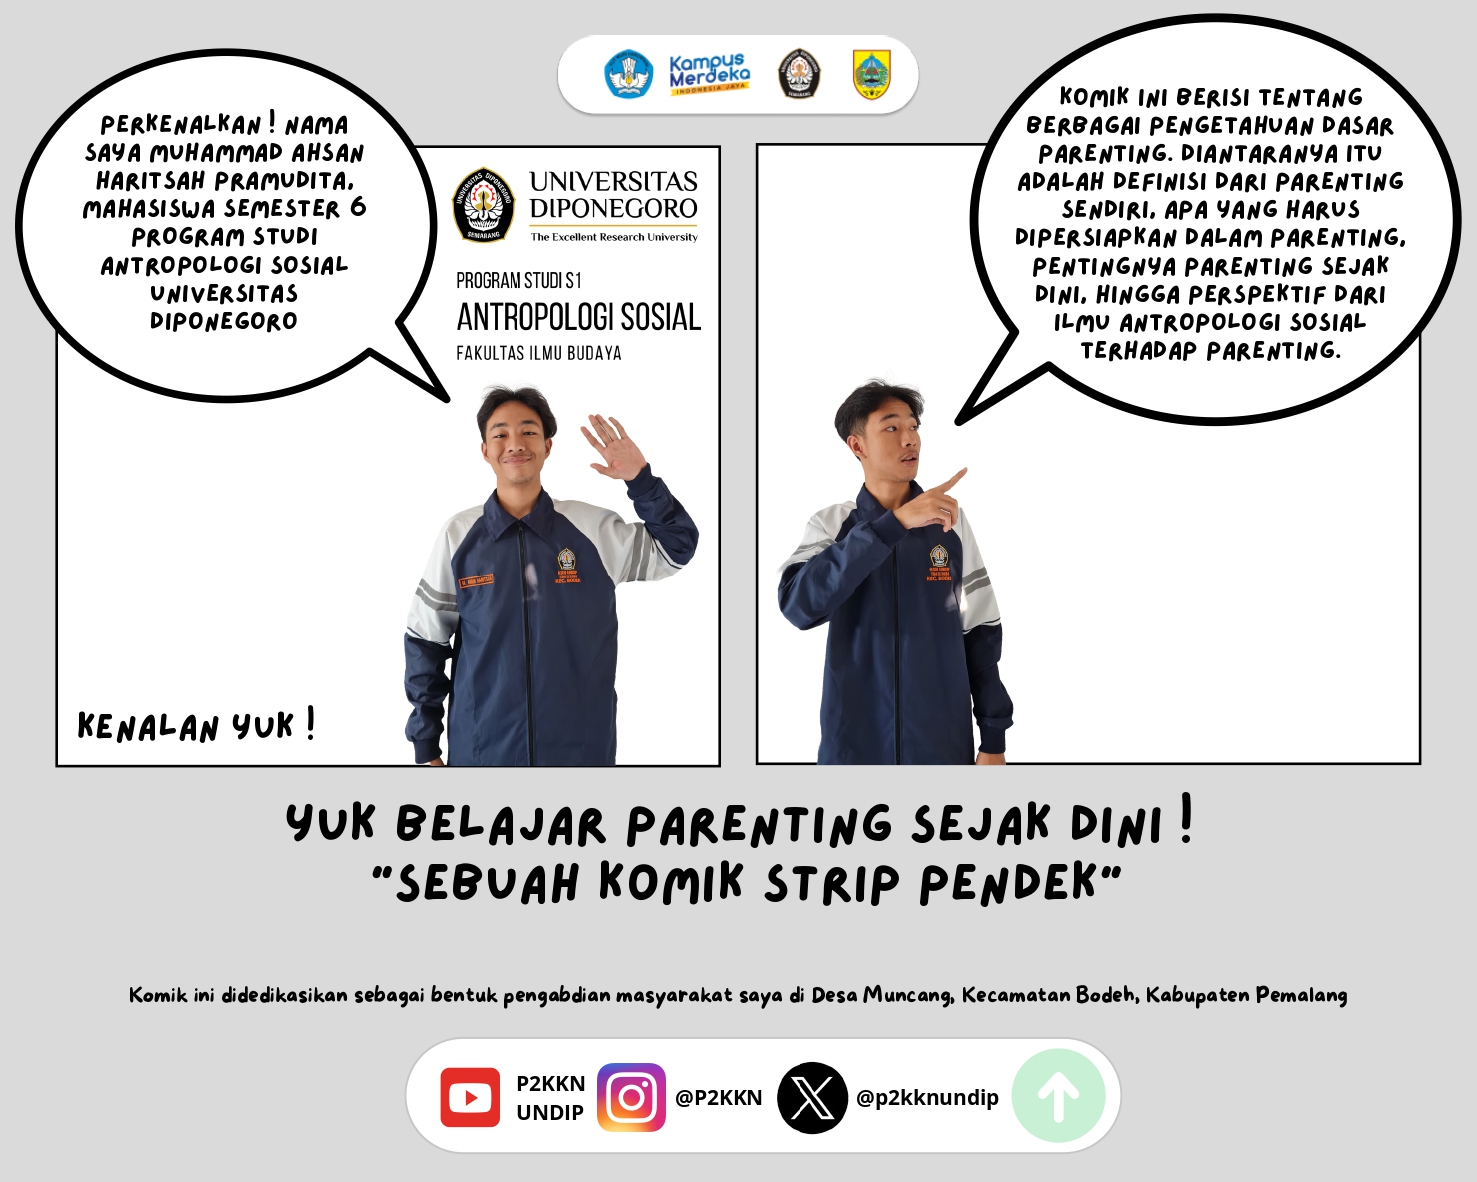 Kampus
Merdeka
INDONESIA JAYA
PERKENALKAN ! NAMA
SAYA MUHAMMAD AHSAN
HARITSAH PRAMUDITA,
MAHASISWA SEMESTER 6
PROGRAM STUDI
ANTROPOLOGI SOSIAL
UNIVERSITAS
DIPONEGORO
UNIVERSITAS DIPONEGORO
SEMARANG
UNIVERSITAS
DIPONEGORO
The Excellent Research University
PROGRAM STUDI S1
ANTROPOLOGI SOSIAL
FAKULTAS ILMU BUDAYA
KENALAN YUK !
KOMIK INI BERISI TENTANG
BERBAGAI PENGETAHUAN DASAR
PARENTING. DIANTARANYA ITU
ADALAH DEFINISI DARI PARENTING
SENDIRI, APA YANG HARUS
DIPERSIAPKAN DALAM PARENTING,
PENTINGNYA PARENTING SEJAK
DINI, HINGGA PERSPEKTIF DARI
ILMU ANTROPOLOGI SOSIAL
TERHADAP PARENTING.
YUK BELAJAR PARENTING SEJAK DINI !
"SEBUAH KOMIK STRIP PENDEK"
Komik ini didedikasikan sebagai bentuk pengabdian masyarakat saya di Desa Muncang, Kecamatan Bodeh, Kabupaten Pemalang
P2KKN
UNDIP
@P2KKN
@p2kknundip